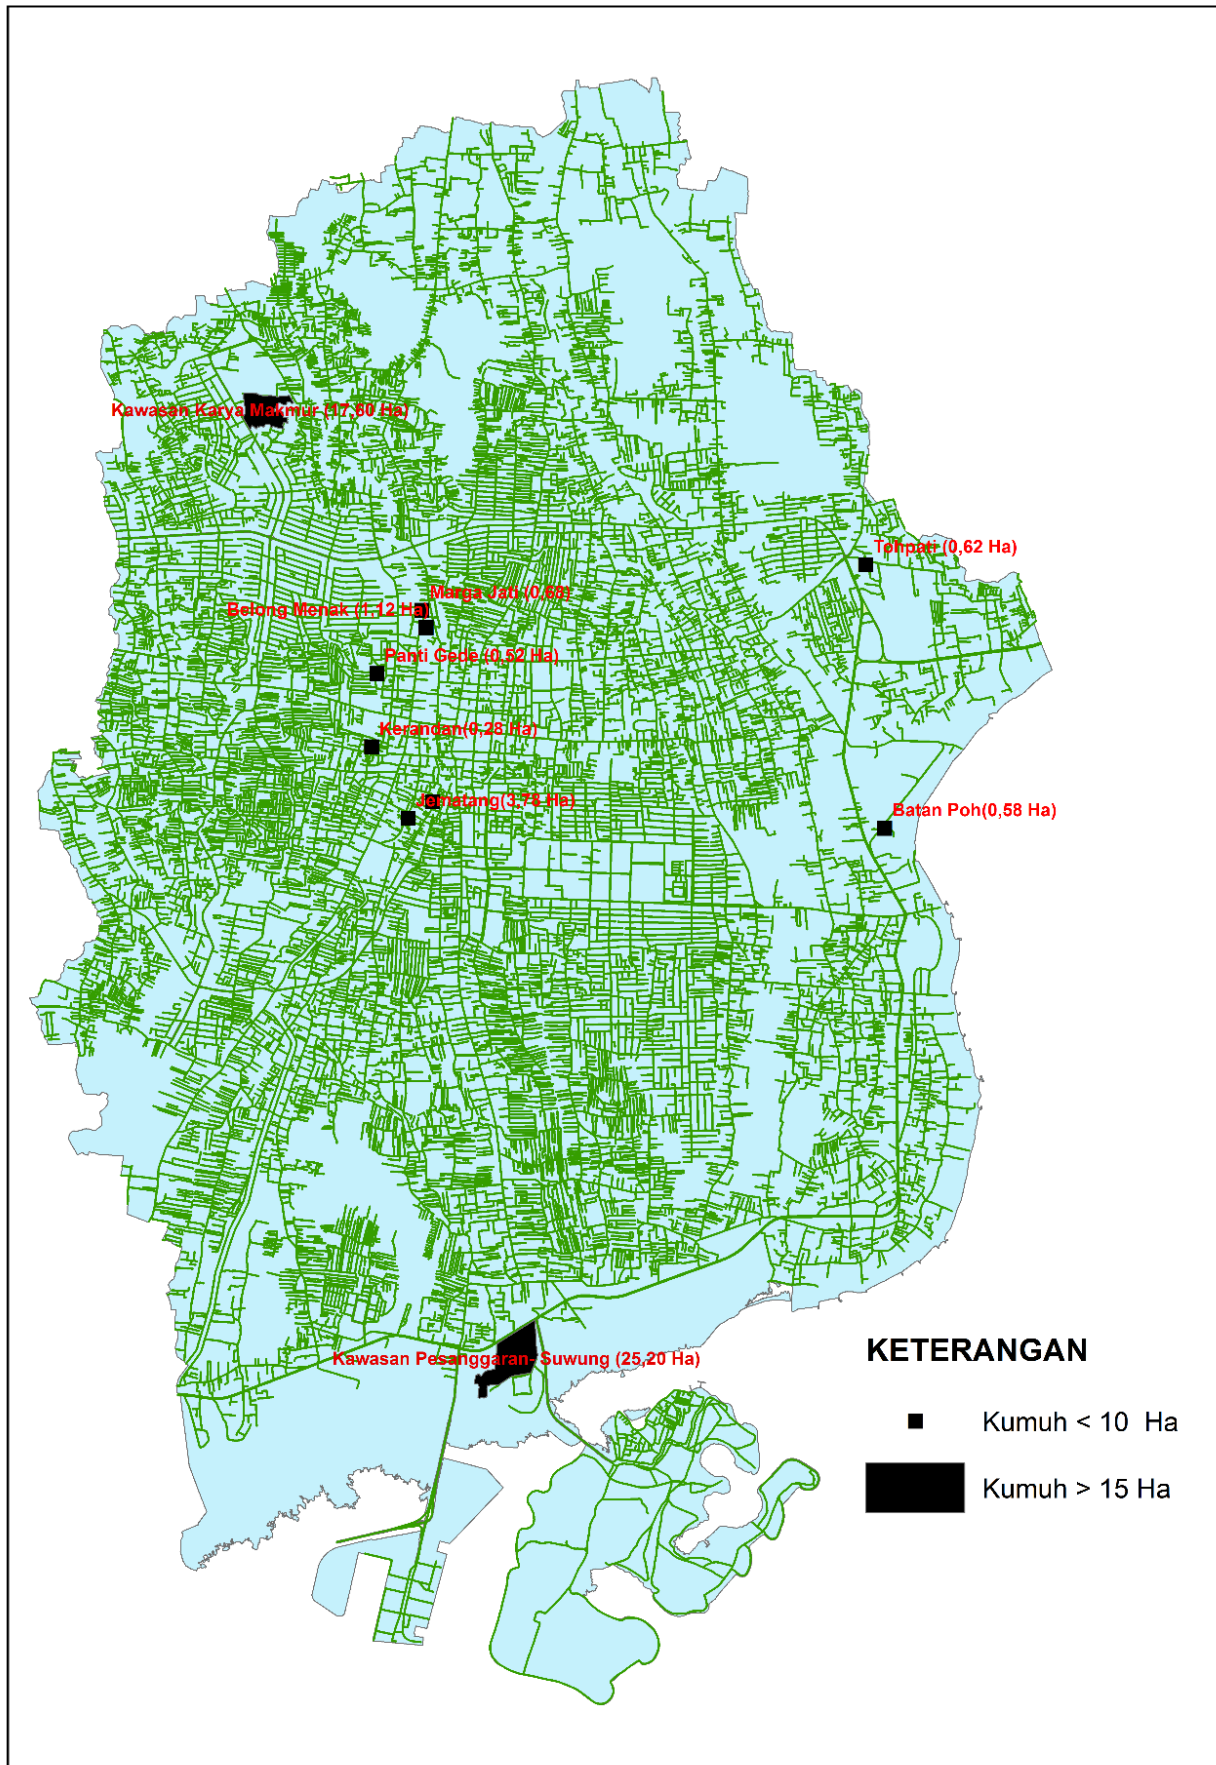 Kawasan Karya Makmur (17,60 Ha)
Tohpati (0,62 Ha)
Marga Jati (0,68)
Belong Menak (1,12 Ha)
Panti Gede (0,52 Ha)
Kerandan(0,28 Ha)
Jematang(3,78 Ha)
Batan Poh(0,58 Ha)
Kawasan Pesanggaran- Suwung (25,20 Ha)
KETERANGAN
Kumuh < 10 Ha
Kumuh > 15 Ha